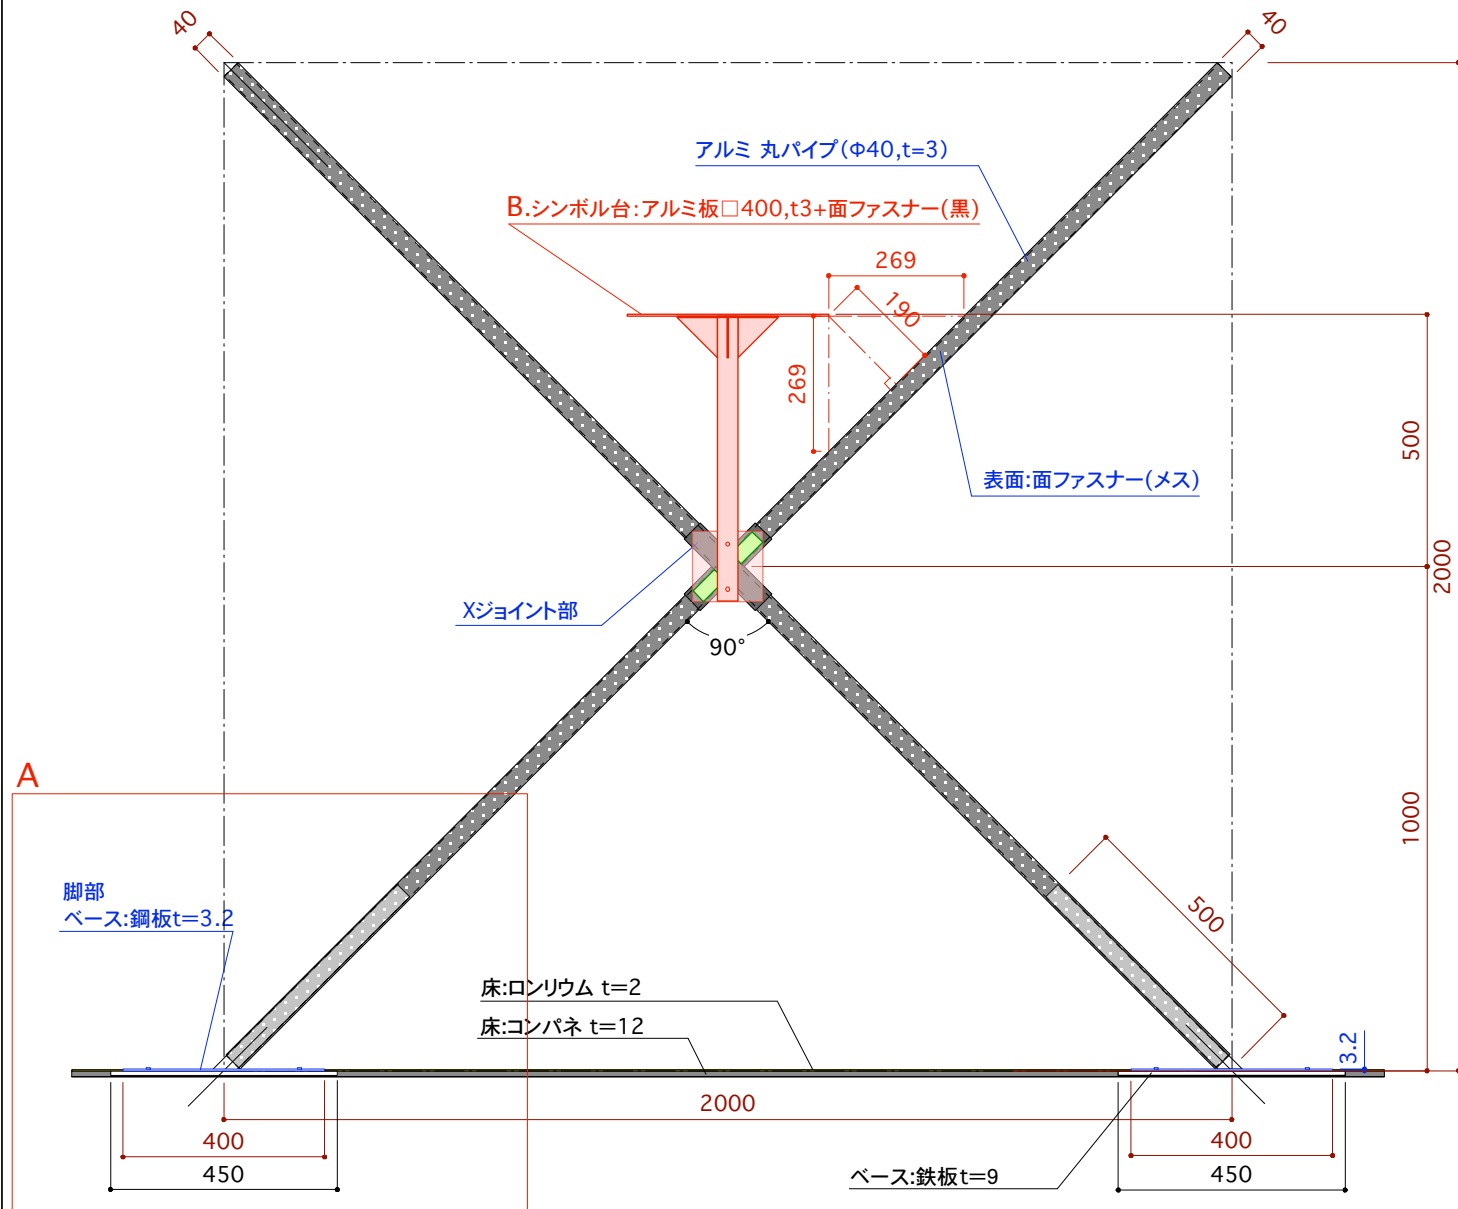 40
40
アルミ 丸パイプ(Φ40,t=3)
B.シンボル台:アルミ板□400,t3+面ファスナー(黒)
269
190
269
500
表面:面ファスナー(メス)
2000
Xジョイント部
90°
A
1000
脚部
ベース:鋼板t=3.2
500
床:ロンリウム t=2
床:コンパネ t=12
3.2
2000
400
400
450
ベース:鉄板t=9
450